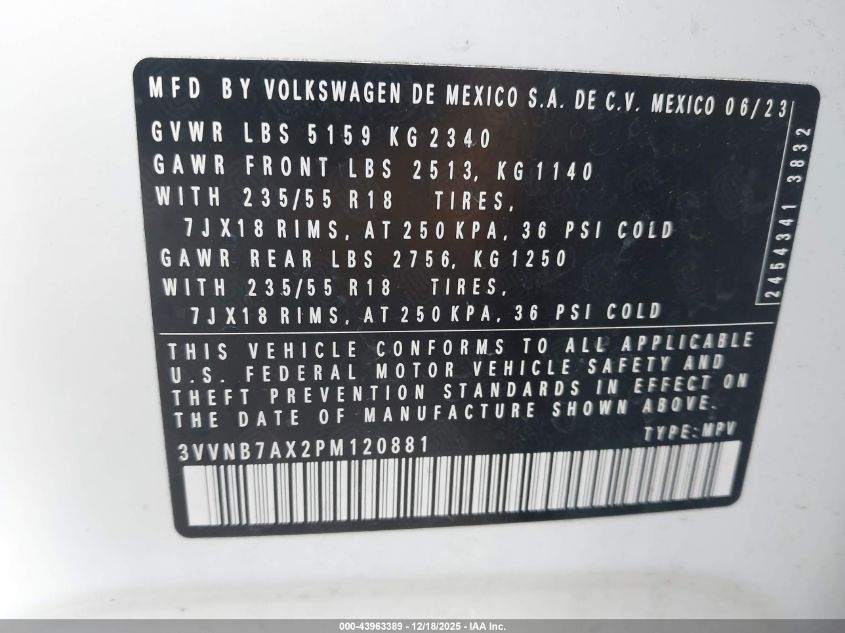 MFD BY VOLKSWAGEN DE MEXICO S.A. DE C.V. MEXICO 06/23
GVWR LBS 5159 KG 2340
GAWR FRONT LBS 2513, KG 1140
WITH 235/55 R18 TIRES,
7JX18 RIMS, AT 250 KPA, 36 PSI COLD
GAWR REAR LBS 2756, KG 1250
WITH 235/55 R18 TIRES,
7JX18 RIMS, AT 250 KPA, 36 PSI COLD
2454341 3832
THIS VEHICLE CONFORMS TO ALL APPLICABLE
U.S. FEDERAL MOTOR VEHICLE SAFETY AND
THEFT PREVENTION STANDARDS IN EFFECT ON
THE DATE OF MANUFACTURE SHOWN ABOVE.
3VVNB7AX2PM120881
TYPE: MPV
000-43963389 - 12/18/2025 - IAA Inc.